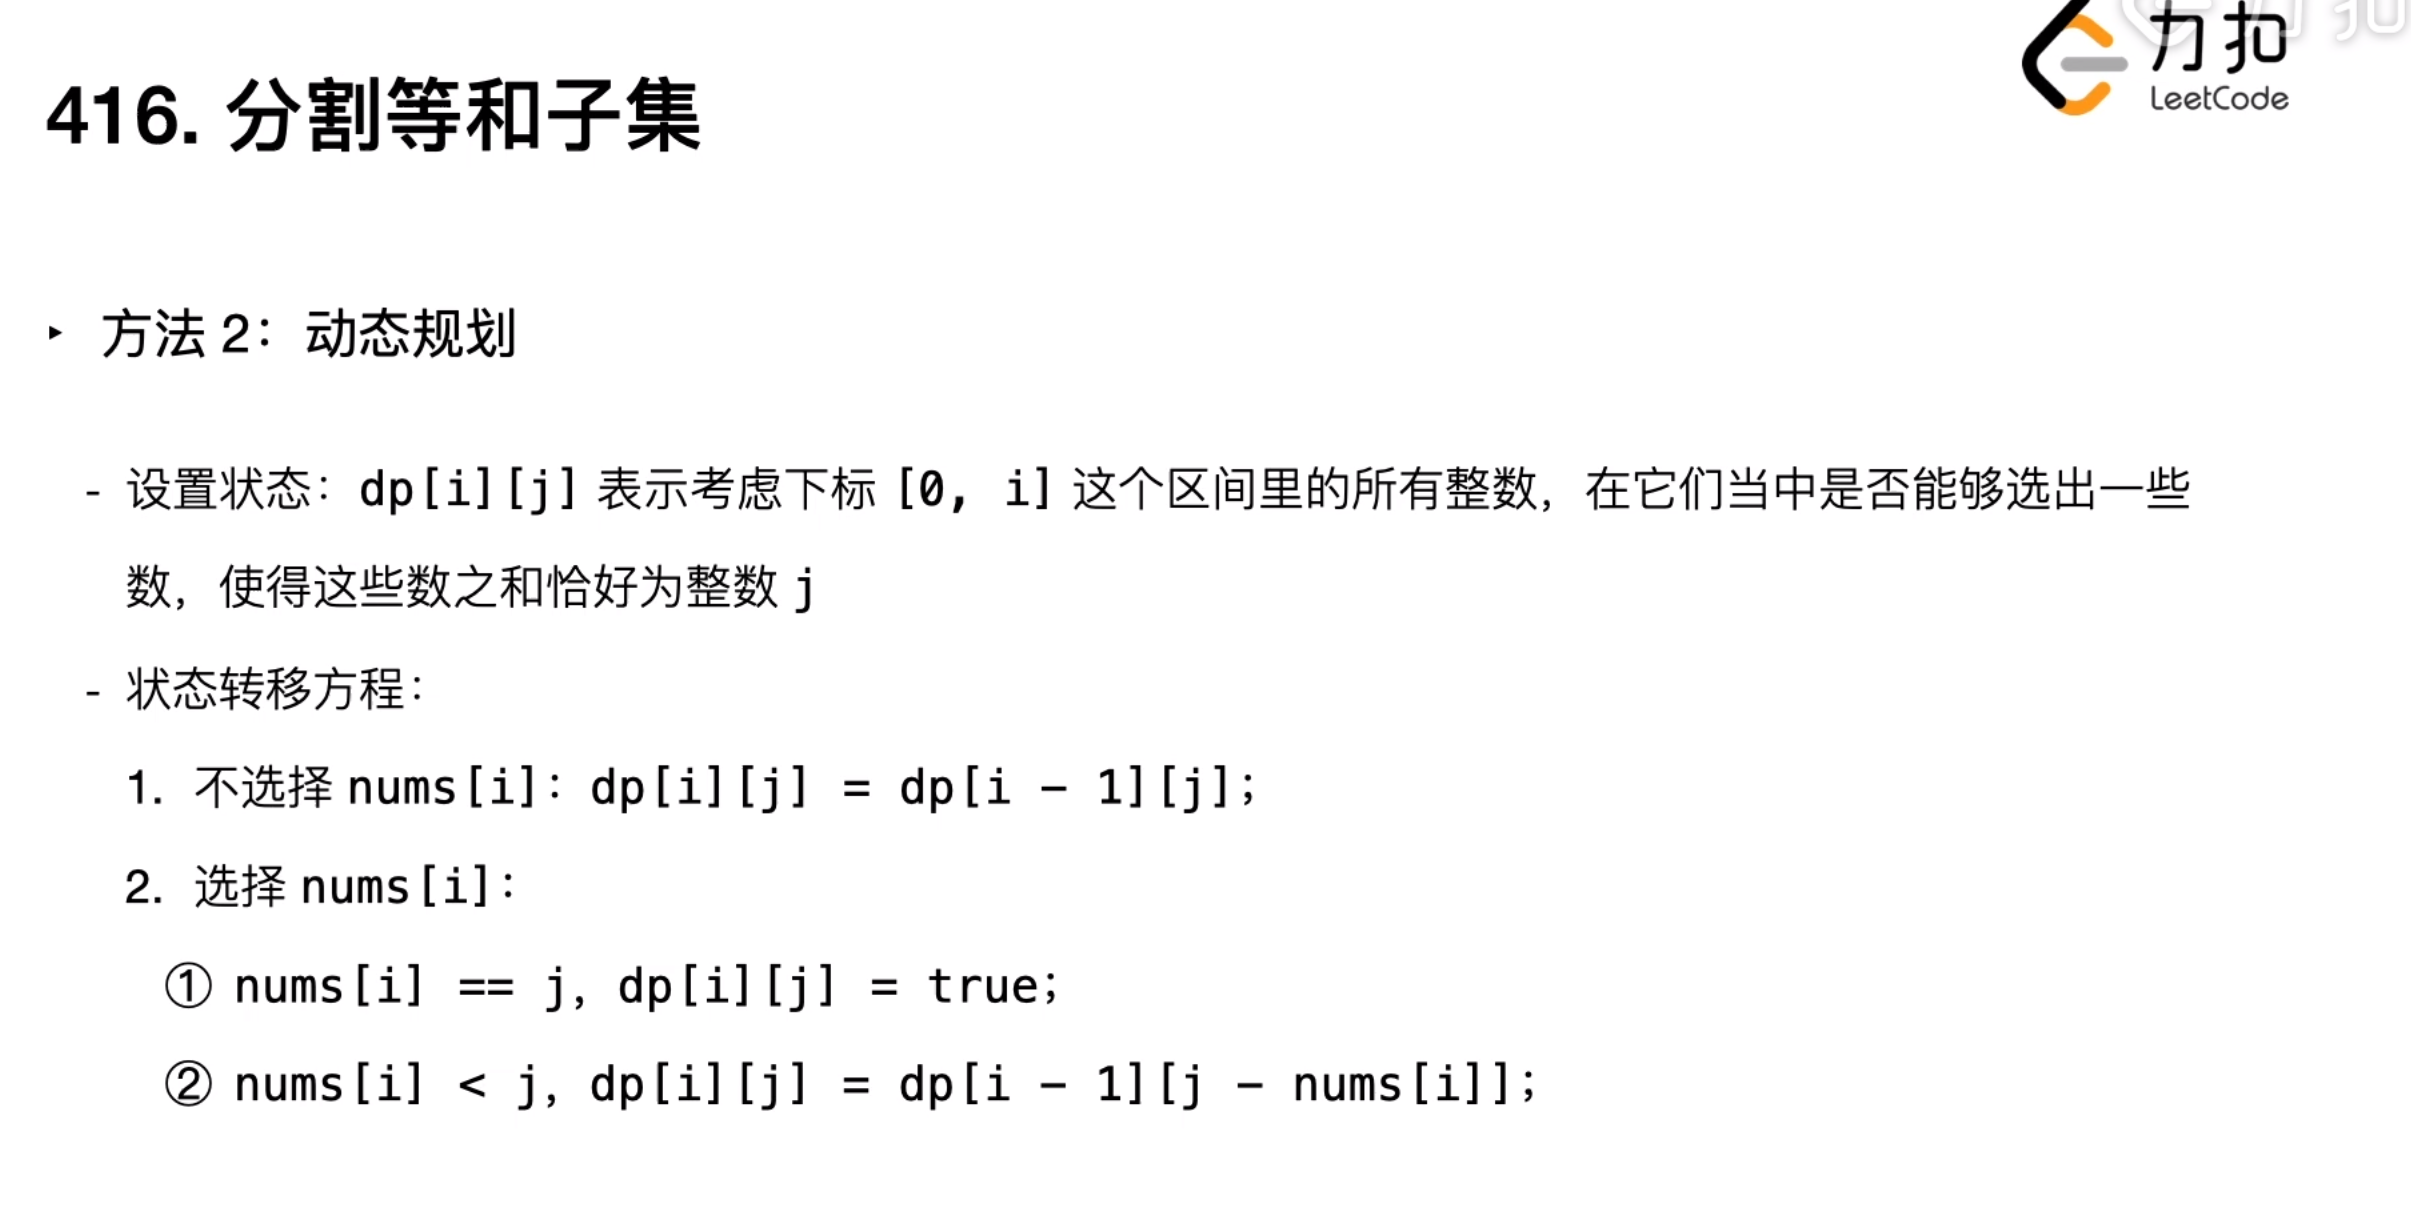 力扣
LeetCode
416. 分割等和子集
‣ 方法 2：动态规划
- 设置状态：dp[i][j] 表示考虑下标 [0, i] 这个区间里的所有整数，在它们当中是否能够选出一些
数，使得这些数之和恰好为整数 j
- 状态转移方程：
1. 不选择 nums[i]：dp[i][j] = dp[i − 1][j]；
2. 选择 nums[i]：
① nums[i] == j，dp[i][j] = true；
② nums[i] < j，dp[i][j] = dp[i − 1][j − nums[i]]；